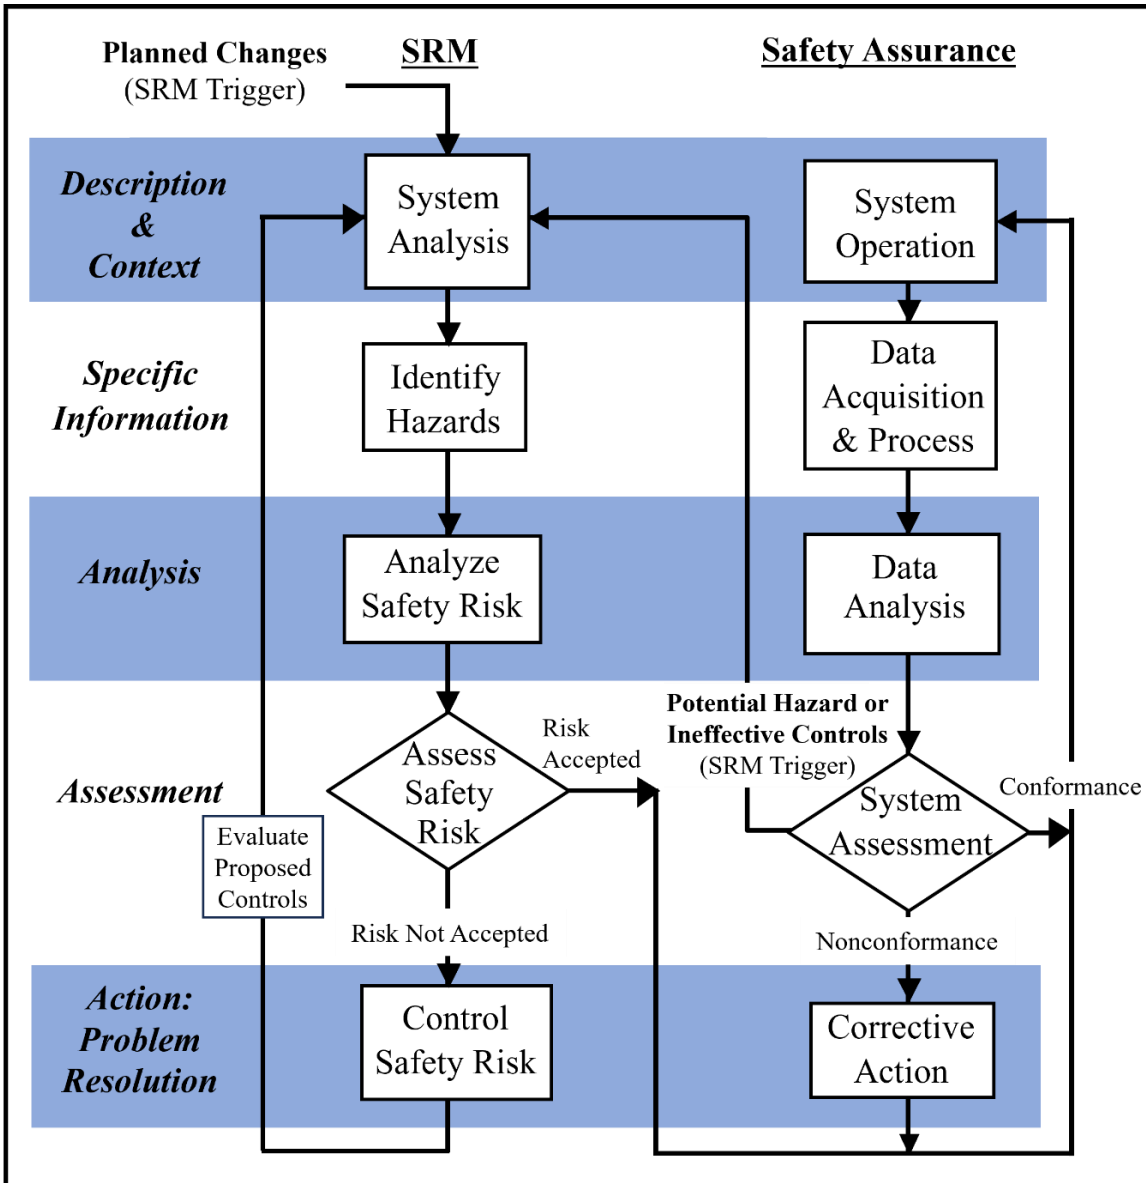 Planned Changes
(SRM Trigger)
SRM
Safety Assurance
Description
&
Context
System
Analysis
System
Operation
Specific
Information
Identify
Hazards
Data
Acquisition
& Process
Analysis
Analyze
Safety Risk
Data
Analysis
Assessment
Assess
Safety
Risk
Risk
Accepted
Potential Hazard or
Ineffective Controls
(SRM Trigger)
System
Assessment
Conformance
Evaluate
Proposed
Controls
Risk Not Accepted
Nonconformance
Action:
Problem
Resolution
Control
Safety Risk
Corrective
Action